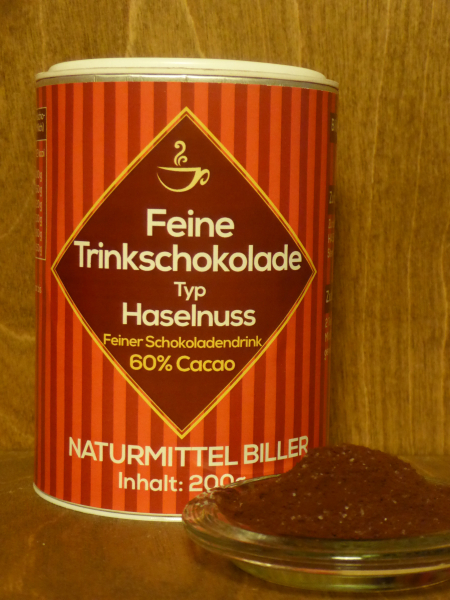 Feine
Trinkschokolade
Typ
Haselnuss
Feiner Schokoladendrink
60% Cacao
NATURMITTEL BILLER
Inhalt: 200g